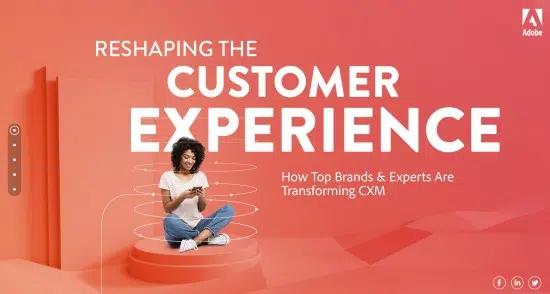 Adobe
RESHAPING THE
CUSTOMER
EXPERIENCE
How Top Brands & Experts Are
Transforming CXM